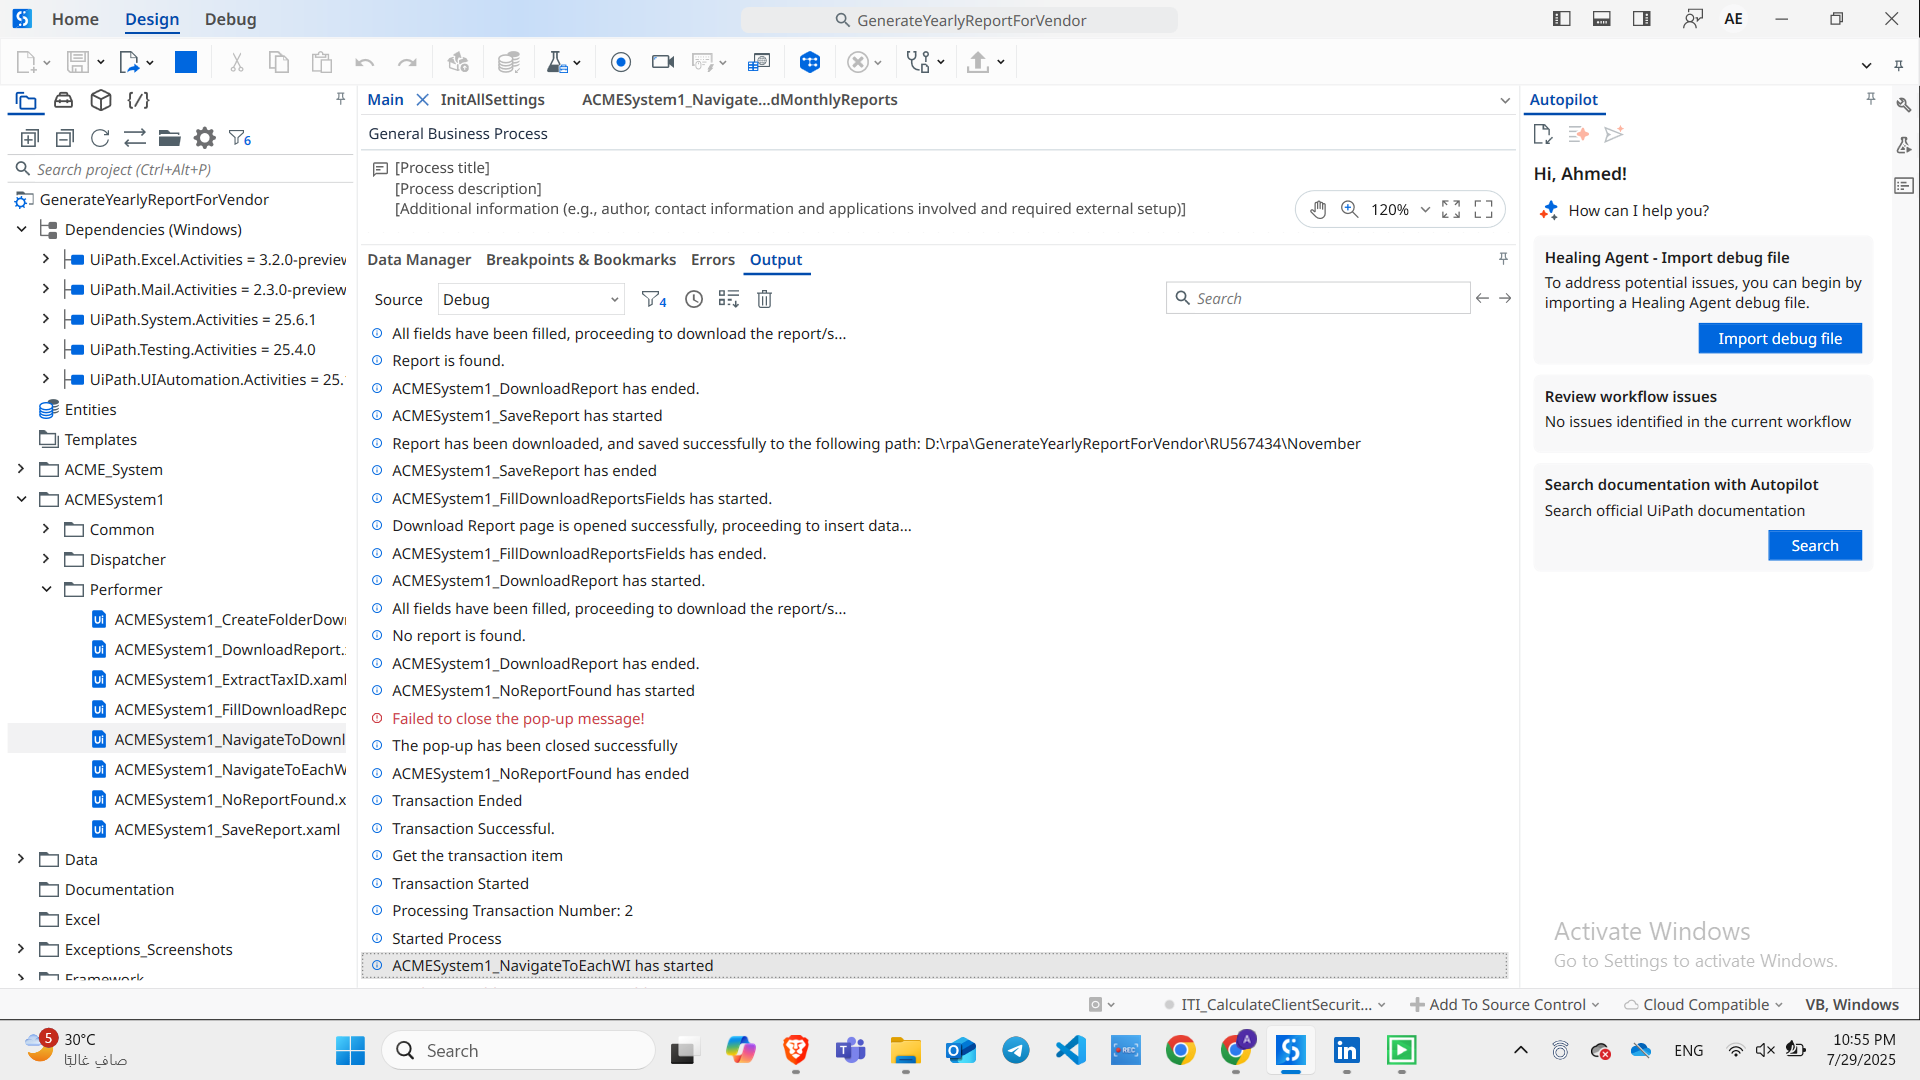 Home
Design
Debug
GenerateYearlyReportForVendor
AE
Main
InitAllSettings
ACMESystem1_Navigate...dMonthlyReports
General Business Process
[Process title]
[Process description]
[Additional information (e.g., author, contact information and applications involved and required external setup)]
120%
6
Search project (Ctrl+Alt+P)
GenerateYearlyReportForVendor
Dependencies (Windows)
UiPath.Excel.Activities = 3.2.0-preview
UiPath.Mail.Activities = 2.3.0-preview
UiPath.System.Activities = 25.6.1
UiPath.Testing.Activities = 25.4.0
UiPath.UIAutomation.Activities = 25.
Entities
Templates
ACME_System
ACMESystem1
Common
Dispatcher
Performer
ACMESystem1_CreateFolderDow
ACMESystem1_DownloadReport.
ACMESystem1_ExtractTaxID.xaml
ACMESystem1_FillDownloadRepo
ACMESystem1_NavigateToDownl
ACMESystem1_NavigateToEachW
ACMESystem1_NoReportFound.x
ACMESystem1_SaveReport.xaml
Data
Documentation
Excel
Exceptions_Screenshots
Framework
Data Manager
Breakpoints & Bookmarks
Errors
Output
Source
Debug
4
Search
All fields have been filled, proceeding to download the report/s...
Report is found.
ACMESystem1_DownloadReport has ended.
ACMESystem1_SaveReport has started
Report has been downloaded, and saved successfully to the following path: D:\rpa\GenerateYearlyReportForVendor\RU567434\November
ACMESystem1_SaveReport has ended
ACMESystem1_FillDownloadReportsFields has started.
Download Report page is opened successfully, proceeding to insert data...
ACMESystem1_FillDownloadReportsFields has ended.
ACMESystem1_DownloadReport has started.
All fields have been filled, proceeding to download the report/s...
No report is found.
ACMESystem1_DownloadReport has ended.
ACMESystem1_NoReportFound has started
Failed to close the pop-up message!
The pop-up has been closed successfully
ACMESystem1_NoReportFound has ended
Transaction Ended
Transaction Successful.
Get the transaction item
Transaction Started
Processing Transaction Number: 2
Started Process
ACMESystem1_NavigateToEachWI has started
Autopilot
Hi, Ahmed!
How can I help you?
Healing Agent - Import debug file
To address potential issues, you can begin by
importing a Healing Agent debug file.
Import debug file
Review workflow issues
No issues identified in the current workflow
Search documentation with Autopilot
Search official UiPath documentation
Search
Activate Windows
Go to Settings to activate Windows.
ITI_CalculateClientSecurit...
Add To Source Control
Cloud Compatible
VB, Windows
5
30°C
صافٍ غالبًا
Search
REC
A
ENG
10:55 PM
7/29/2025